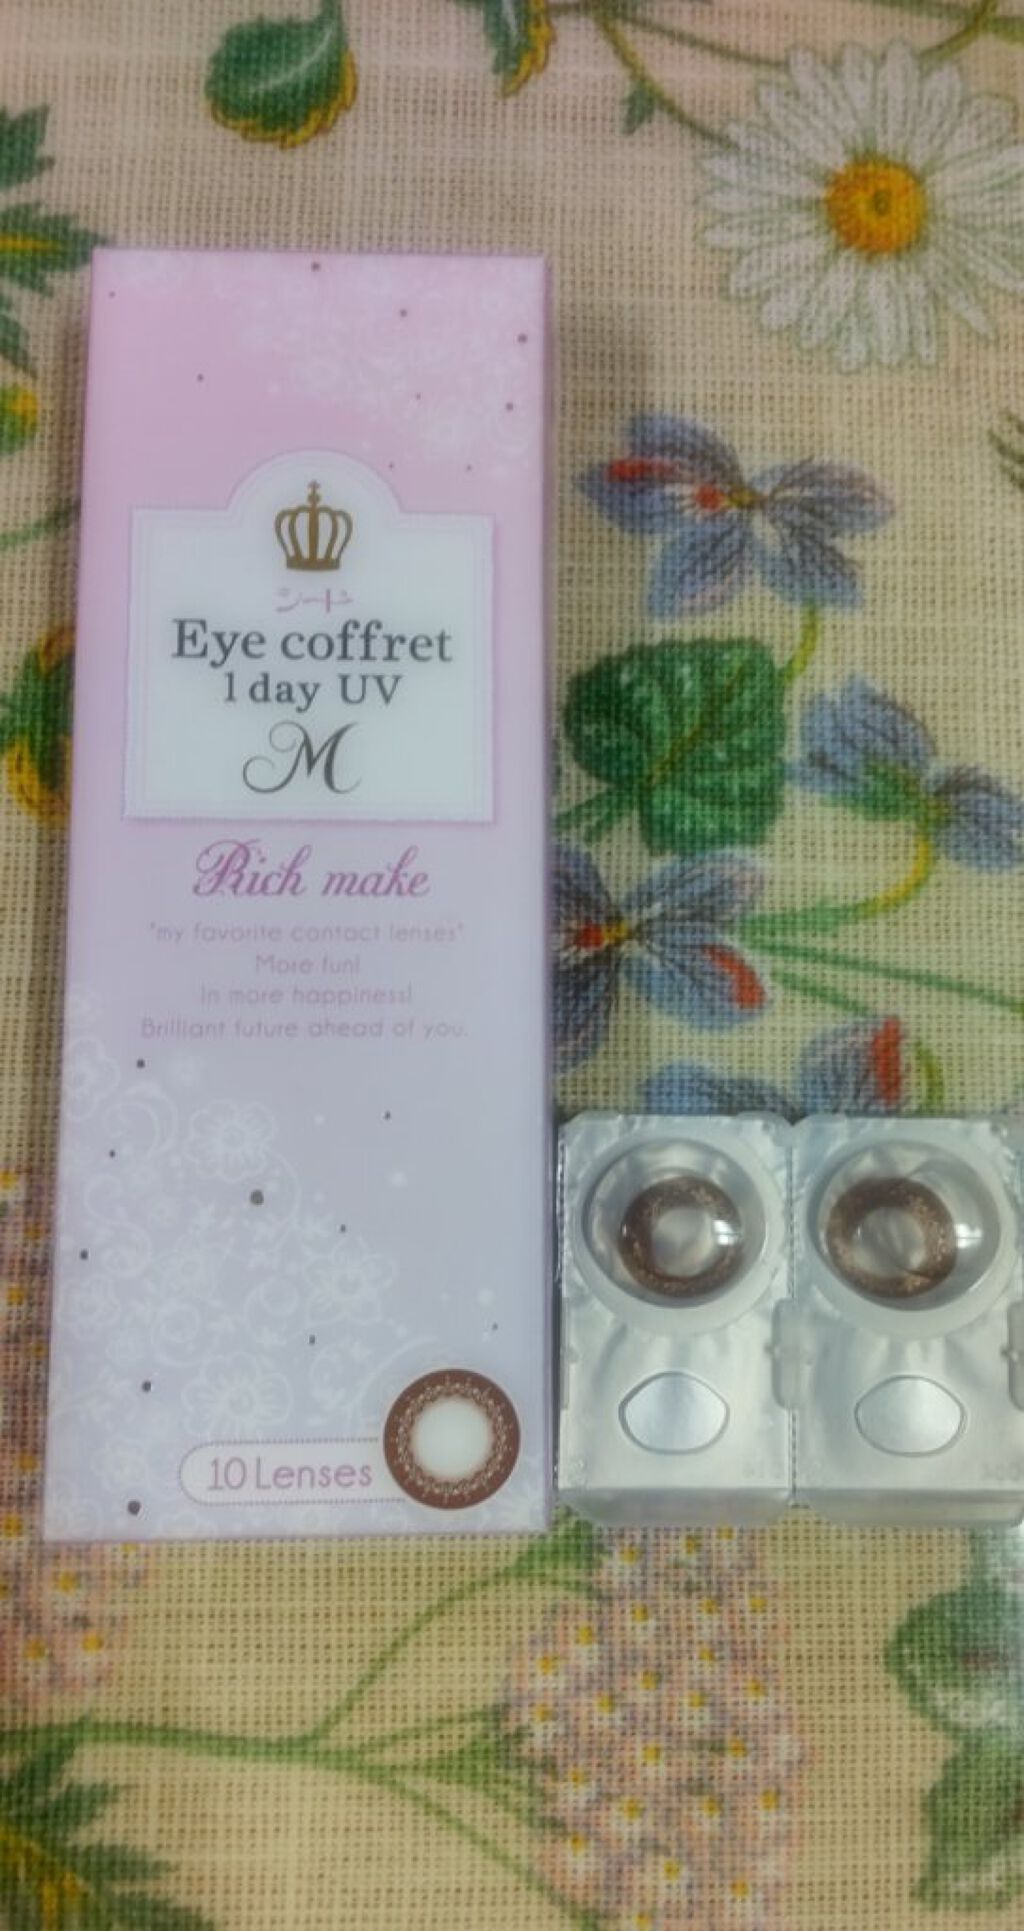 シード
Eye coffret
1 day UV
M
Rich make
"my favorite contact lenses"
More fun!
In more happiness!
Brilliant future ahead of you.
10 Lenses